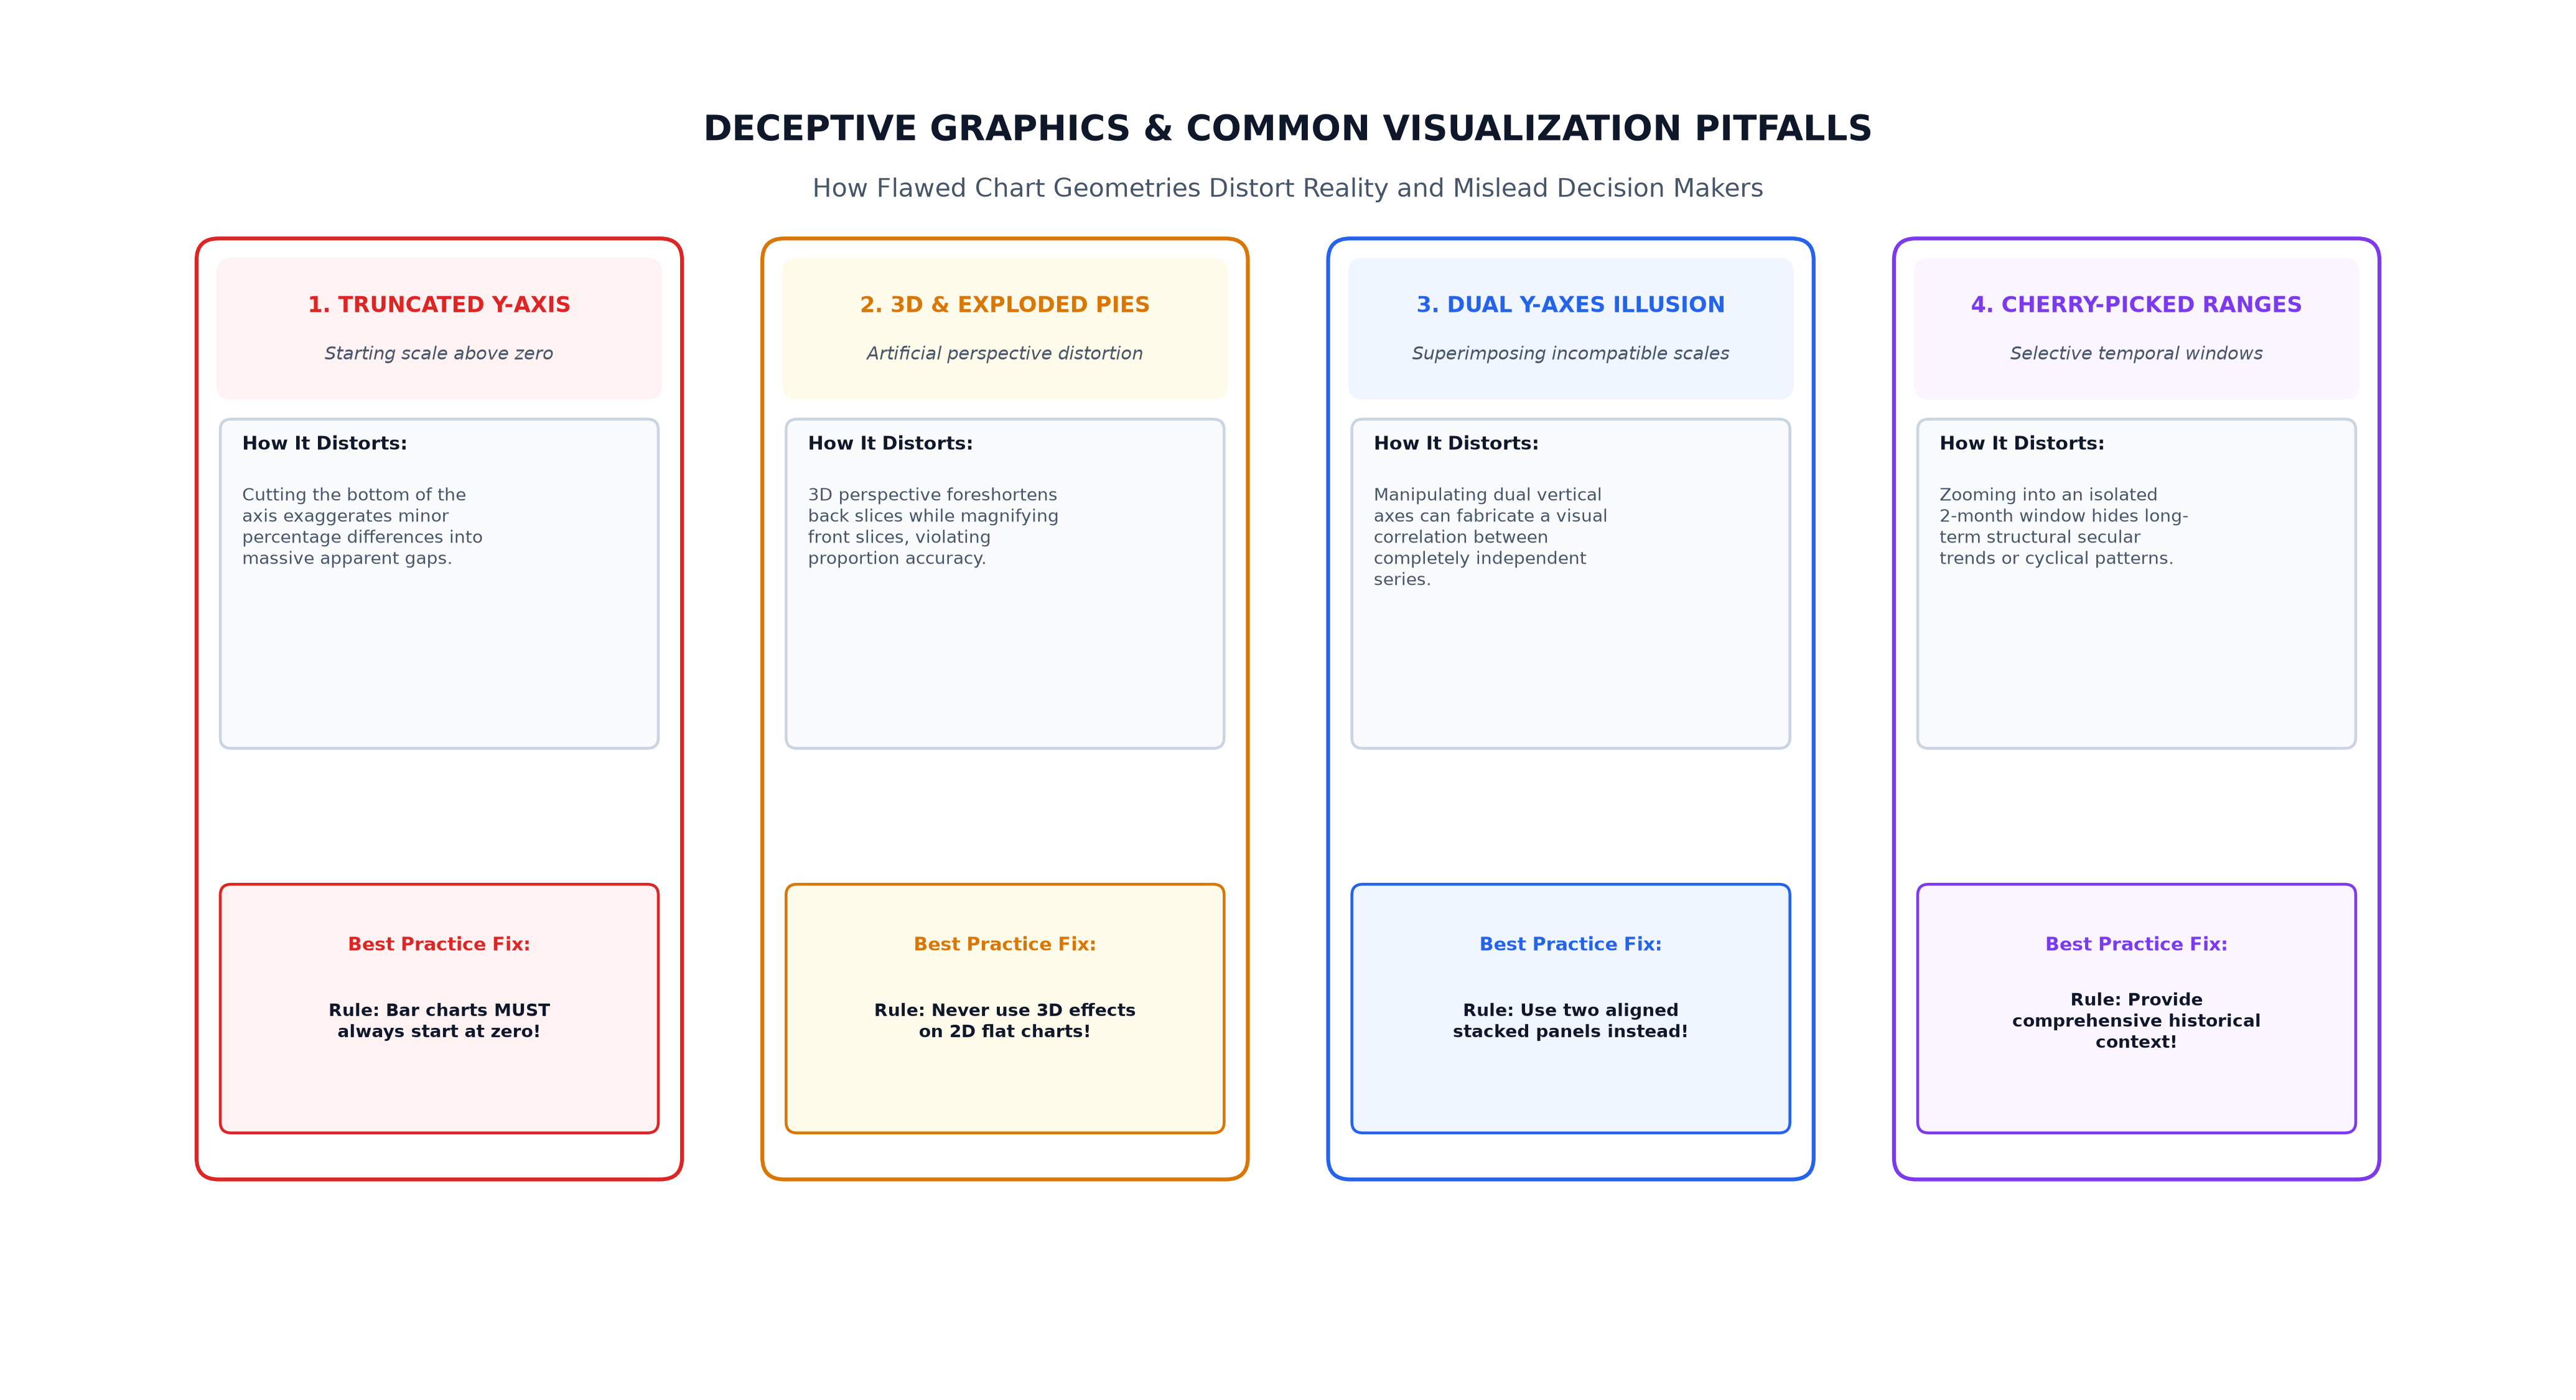 DECEPTIVE GRAPHICS & COMMON VISUALIZATION PITFALLS
How Flawed Chart Geometries Distort Reality and Mislead Decision Makers
1. TRUNCATED Y-AXIS
Starting scale above zero
How It Distorts:
Cutting the bottom of the
axis exaggerates minor
percentage differences into
massive apparent gaps.
Best Practice Fix:
Rule: Bar charts MUST
always start at zero!
2. 3D & EXPLODED PIES
Artificial perspective distortion
How It Distorts:
3D perspective foreshortens
back slices while magnifying
front slices, violating
proportion accuracy.
Best Practice Fix:
Rule: Never use 3D effects
on 2D flat charts!
3. DUAL Y-AXES ILLUSION
Superimposing incompatible scales
How It Distorts:
Manipulating dual vertical
axes can fabricate a visual
correlation between
completely independent
series.
Best Practice Fix:
Rule: Use two aligned
stacked panels instead!
4. CHERRY-PICKED RANGES
Selective temporal windows
How It Distorts:
Zooming into an isolated
2-month window hides long-
term structural secular
trends or cyclical patterns.
Best Practice Fix:
Rule: Provide
comprehensive historical
context!